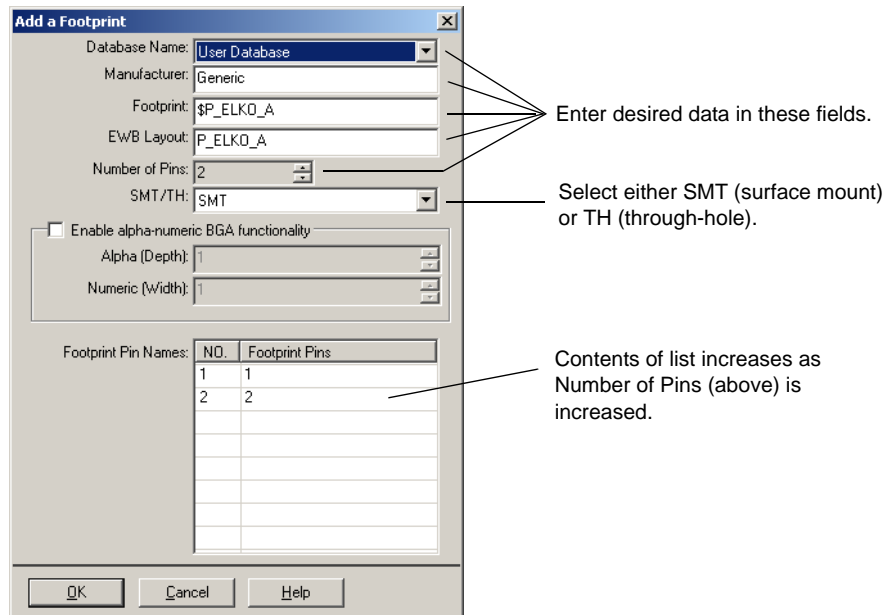 Add a Footprint
Database Name: User Database
Manufacturer: Generic
Footprint: $P_ELKO_A
EWB Layout: P_ELKO_A
Number of Pins: 2
SMT/TH: SMT
Enter desired data in these fields.
Select either SMT (surface mount)
or TH (through-hole).
Enable alpha-numeric BGA functionality
Alpha (Depth): 1
Numeric (Width): 1
Footprint Pin Names: NO. Footprint Pins
1 1
2 2
Contents of list increases as
Number of Pins (above) is
increased.
OK Cancel Help